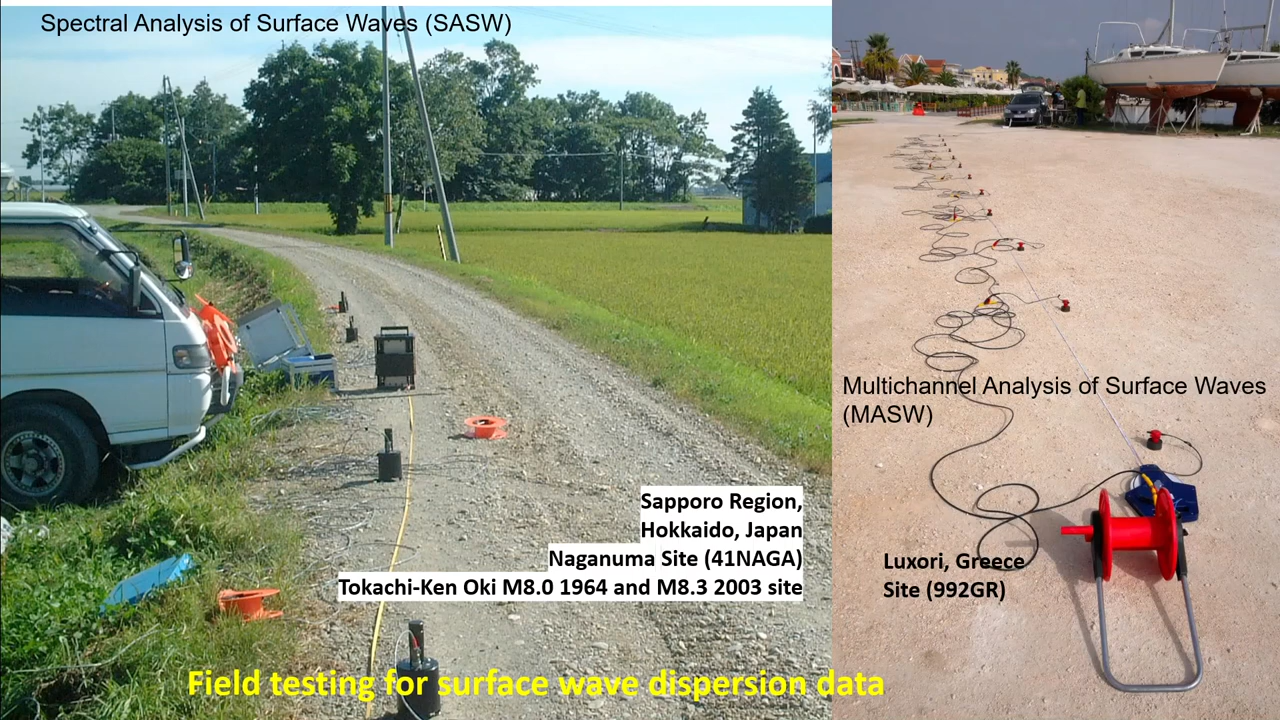 Spectral Analysis of Surface Waves (SASW)
Multichannel Analysis of Surface Waves
(MASW)
Sapporo Region,
Hokkaido, Japan
Naganuma Site (41NAGA)
Tokachi-Ken Oki M8.0 1964 and M8.3 2003 site
Luxori, Greece
Site (992GR)
Field testing for surface wave dispersion data